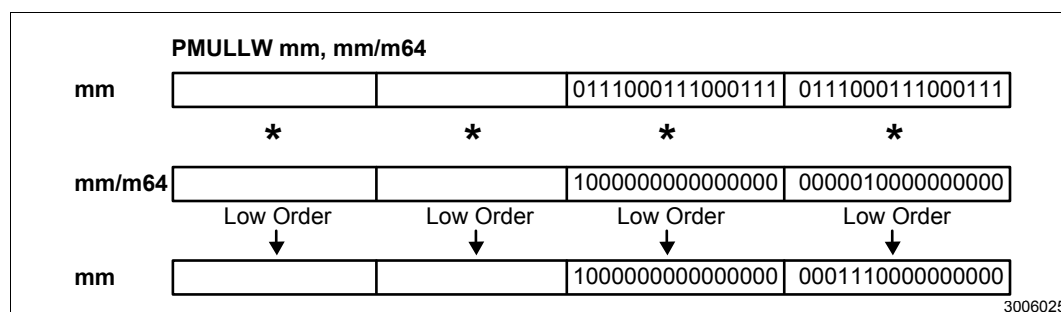 PMULLW mm, mm/m64
mm 0111000111000111 0111000111000111
* * * *
mm/m64 1000000000000000 0000010000000000
Low Order Low Order Low Order Low Order
mm 1000000000000000 0001110000000000
3006025